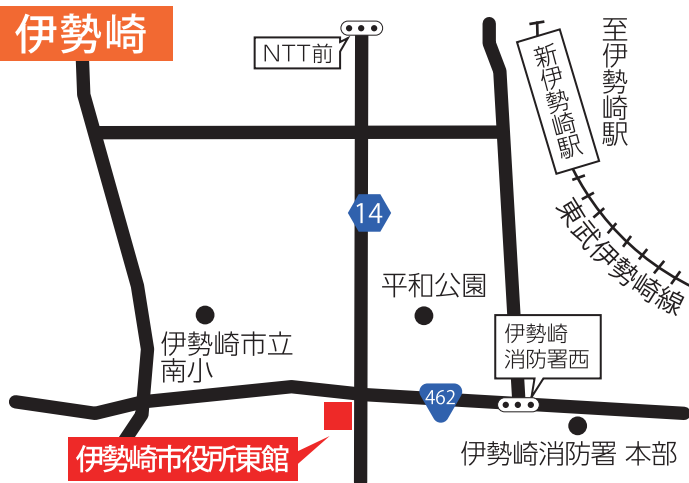 伊勢崎
NTT前
至伊勢崎駅
新伊勢崎駅
東武伊勢崎線
14
平和公園
伊勢崎市立
南小
伊勢崎
消防署西
462
伊勢崎市役所東館
伊勢崎消防署 本部